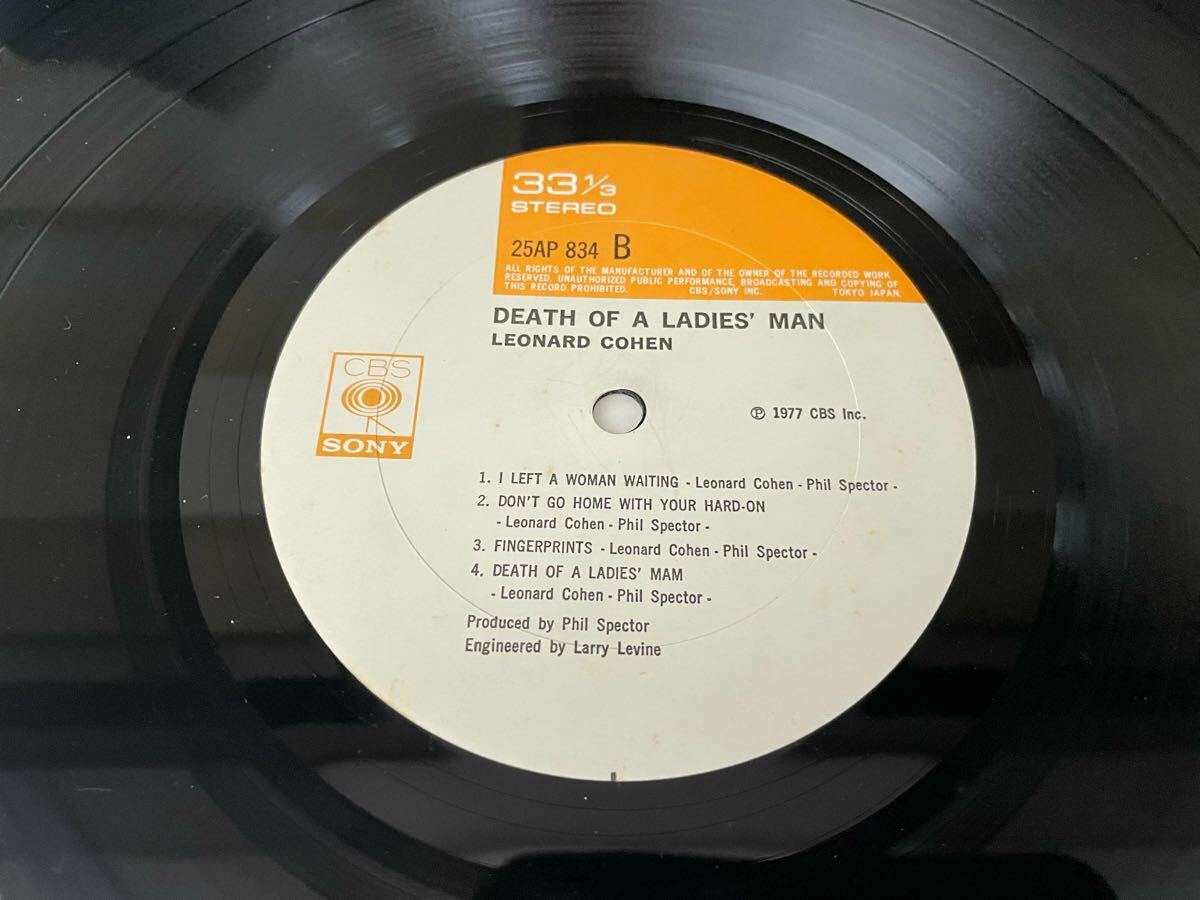 33 1/3
STEREO
25AP 834 B
ALL RIGHTS OF THE MANUFACTURER AND OF THE OWNER OF THE RECORDED WORK
RESERVED. UNAUTHORIZED PUBLIC PERFORMANCE, BROADCASTING AND COPYING OF
THIS RECORD PROHIBITED. CBS/SONY INC. TOKYO JAPAN.
DEATH OF A LADIES' MAN
LEONARD COHEN
CBS
SONY
℗ 1977 CBS Inc.
1. I LEFT A WOMAN WAITING - Leonard Cohen - Phil Spector -
2. DON'T GO HOME WITH YOUR HARD-ON
- Leonard Cohen - Phil Spector -
3. FINGERPRINTS - Leonard Cohen - Phil Spector -
4. DEATH OF A LADIES' MAM
- Leonard Cohen - Phil Spector -
Produced by Phil Spector
Engineered by Larry Levine